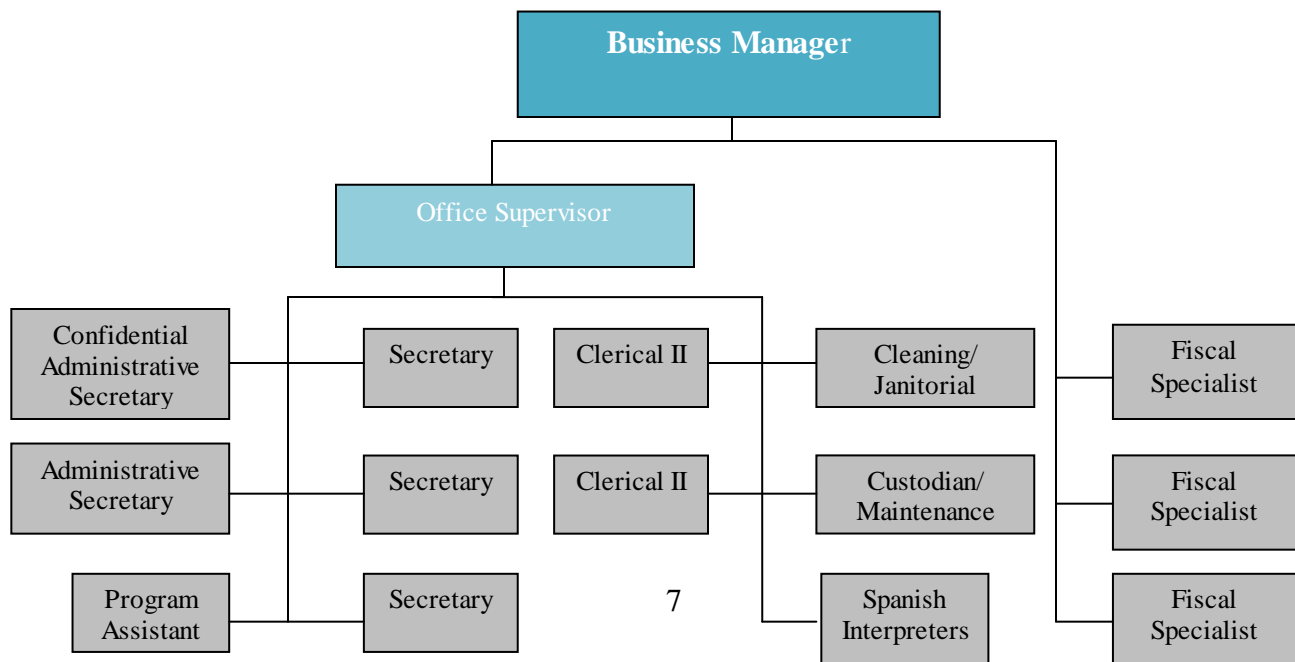 Business Manager
Office Supervisor
Confidential
Administrative
Secretary
Secretary
Clerical II
Cleaning/
Janitorial
Fiscal
Specialist
Administrative
Secretary
Secretary
Clerical II
Custodian/
Maintenance
Fiscal
Specialist
Program
Assistant
Secretary
7
Spanish
Interpreters
Fiscal
Specialist